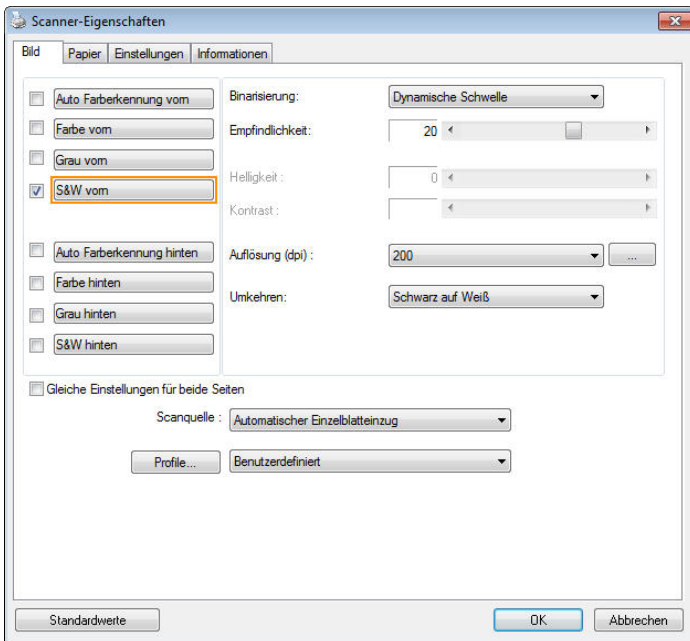 Scanner-Eigenschaften
Bild Papier Einstellungen Informationen
Auto Farberkennung vorn
Farbe vorn
Grau vorn
S&W vorn
Auto Farberkennung hinten
Farbe hinten
Grau hinten
S&W hinten
Binarisierung: Dynamische Schwelle
Empfindlichkeit: 20
Helligkeit : 0
Kontrast :
Auflösung (dpi) : 200 ...
Umkehren: Schwarz auf Weiß
Gleiche Einstellungen für beide Seiten
Scanquelle : Automatischer Einzelblatteinzug
Profile... Benutzerdefiniert
Standardwerte OK Abbrechen